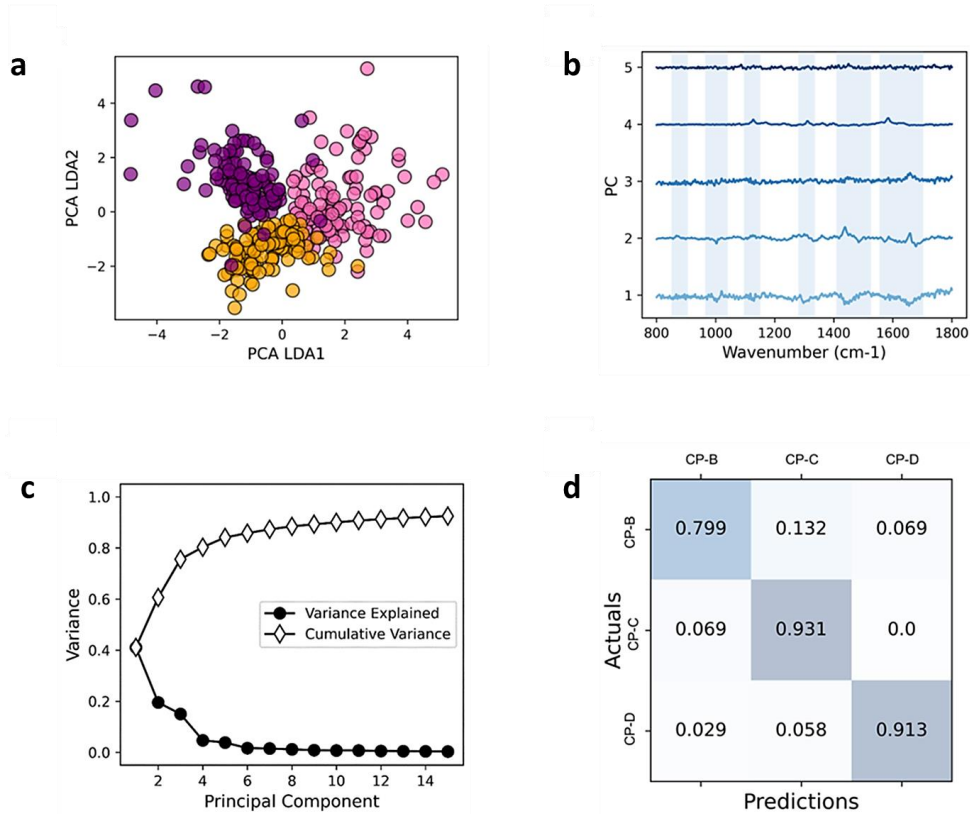 a
4
2
0
−2
PCA LDA2
−4
−2
0
2
4
PCA LDA1
b
5
4
3
2
1
PC
800
1000
1200
1400
1600
1800
Wavenumber (cm-1)
c
1.0
0.8
0.6
0.4
0.2
0.0
Variance
Variance Explained
Cumulative Variance
2
4
6
8
10
12
14
Principal Component
d
CP-B
CP-C
CP-D
Actuals
CP-B
0.799
0.132
0.069
CP-C
0.069
0.931
0.0
CP-D
0.029
0.058
0.913
Predictions